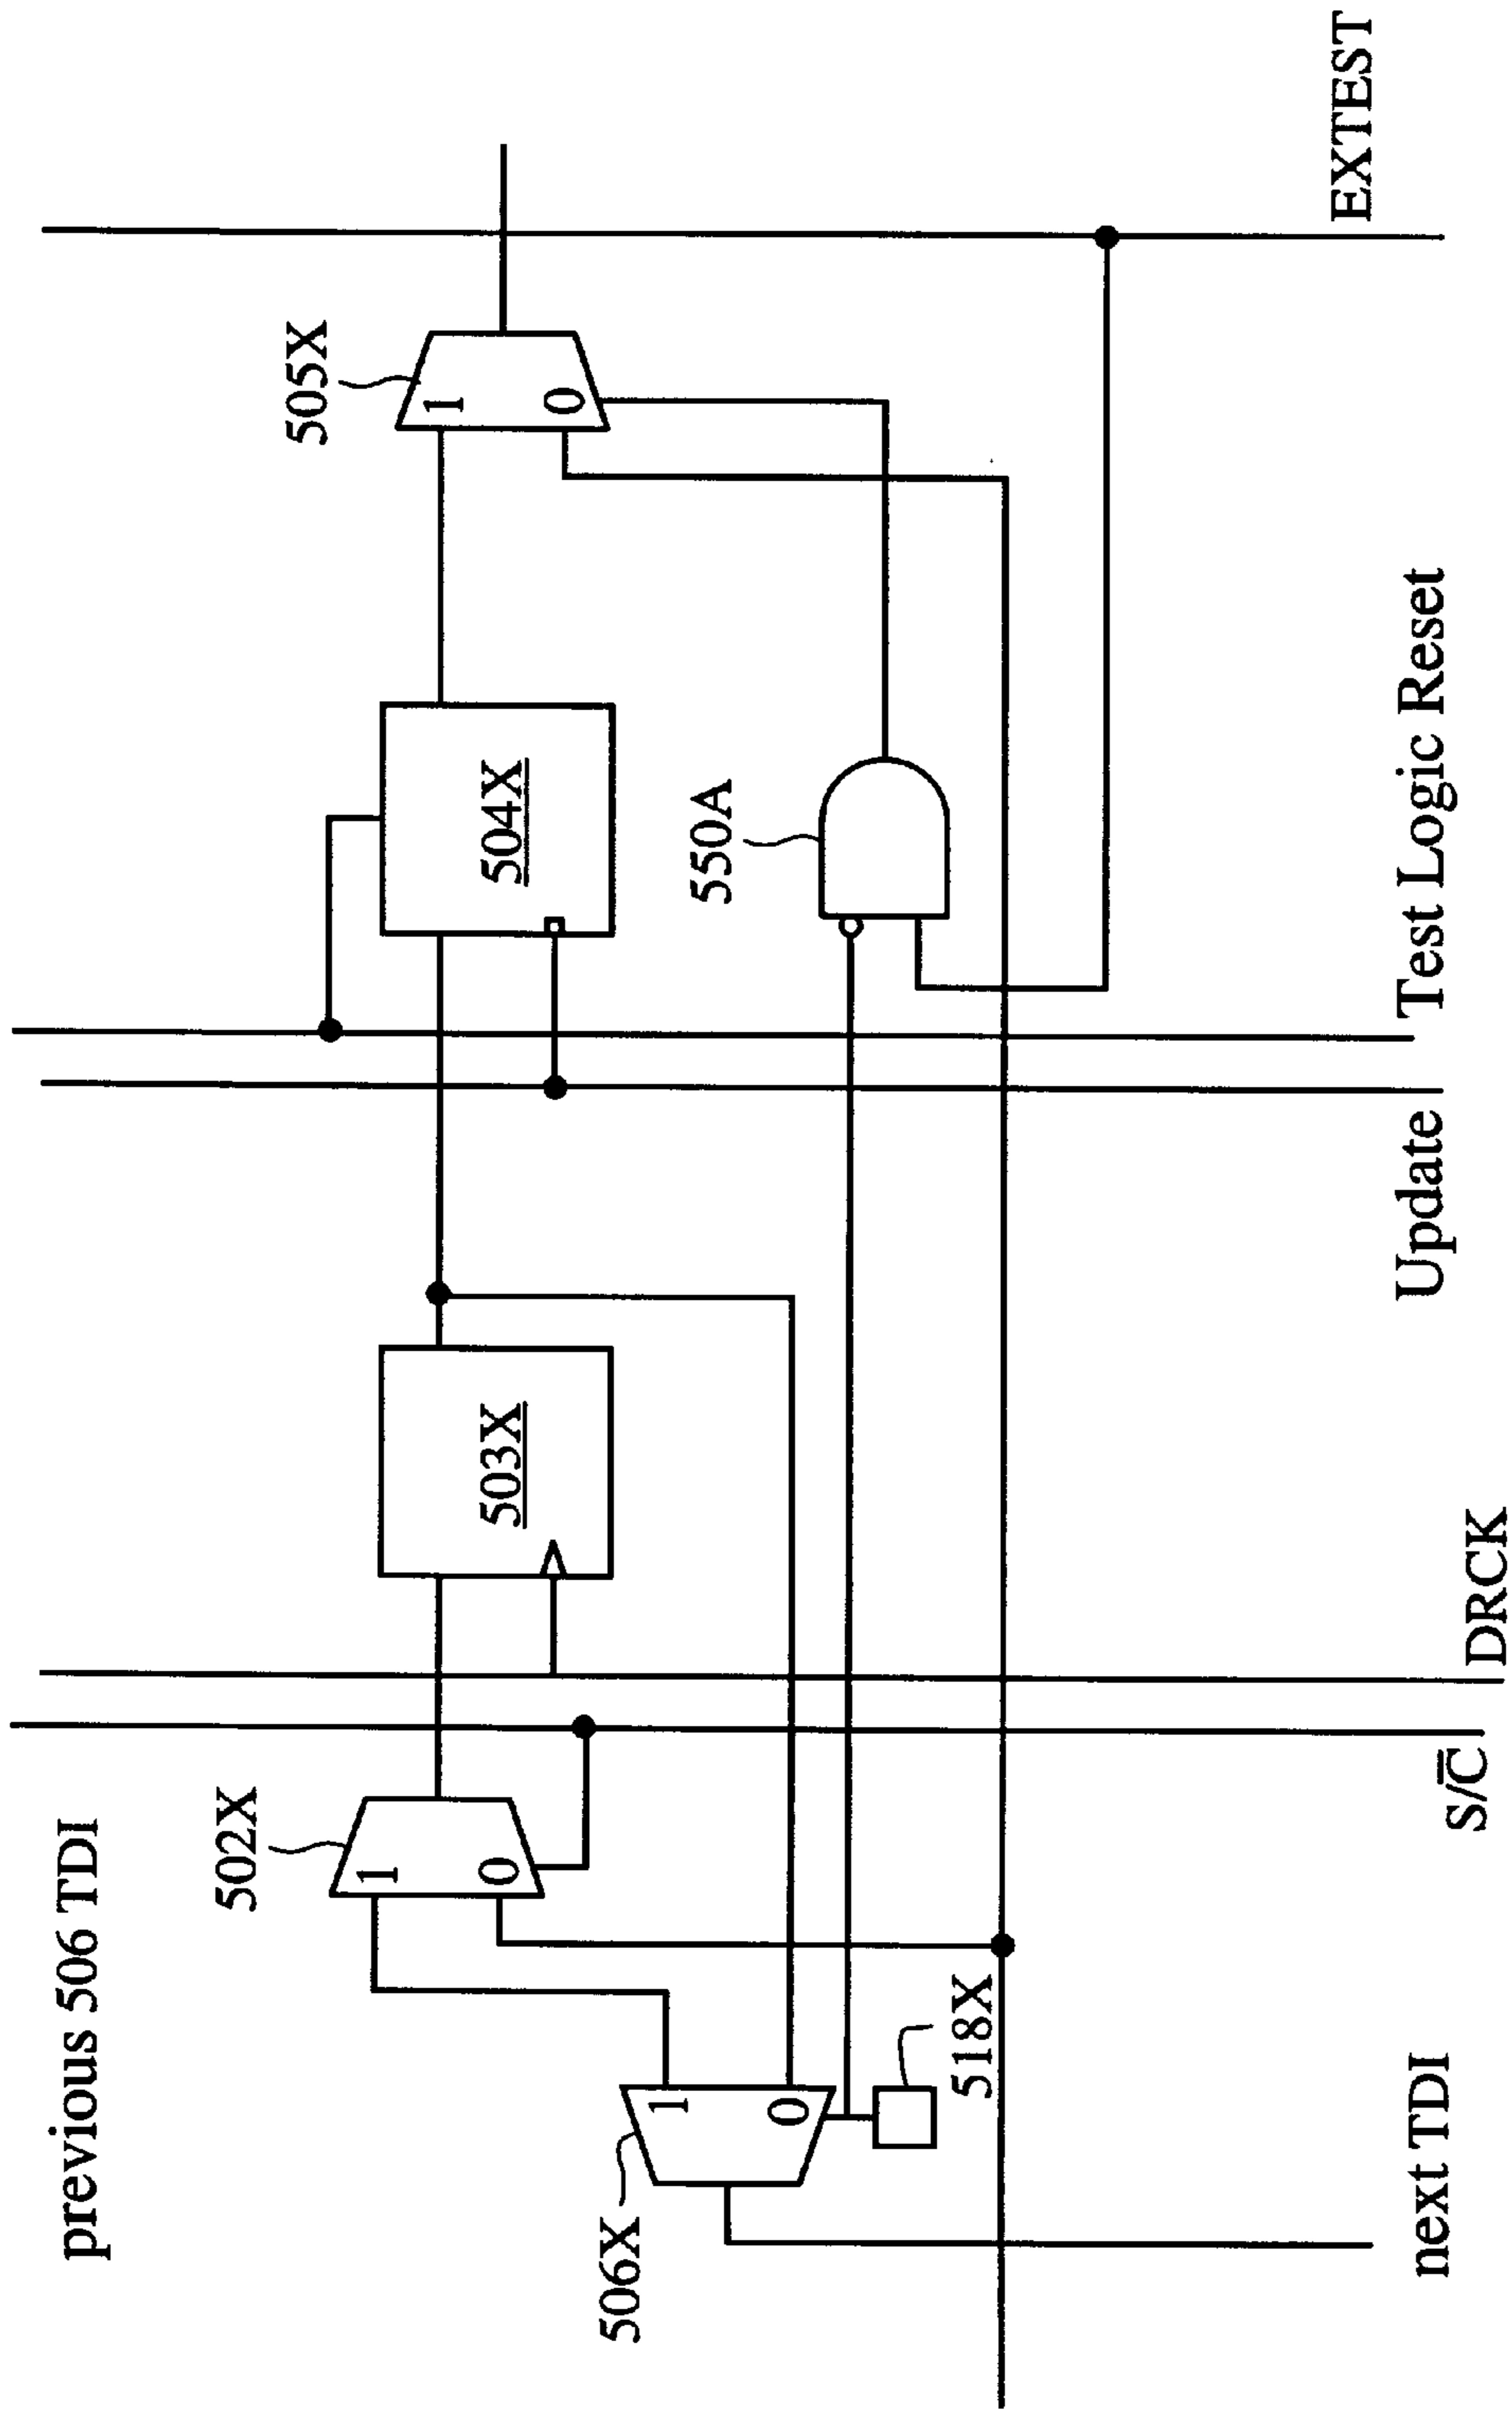 previous 506 TDI
502X
1
0
506X
1
0
518X
next TDI
S/C̅
DRCK
503X
Update
Test Logic Reset
504X
550A
505X
1
0
EXTEST